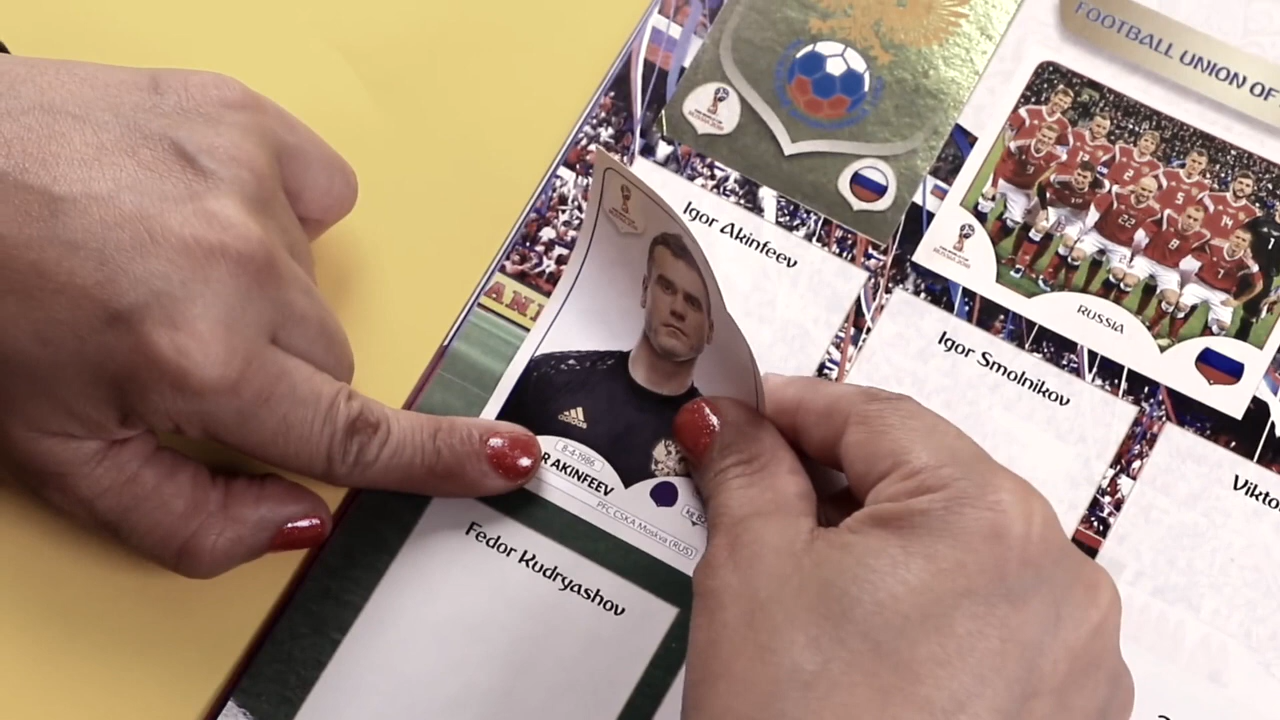 FOOTBALL UNION OF
RUSSIA
Igor Akinfeev
Igor Smolnikov
Vikto
adidas
8-4-1986
R AKINFEEV
PFC CSKA Moskva (RUS)
Fedor Kudryashov